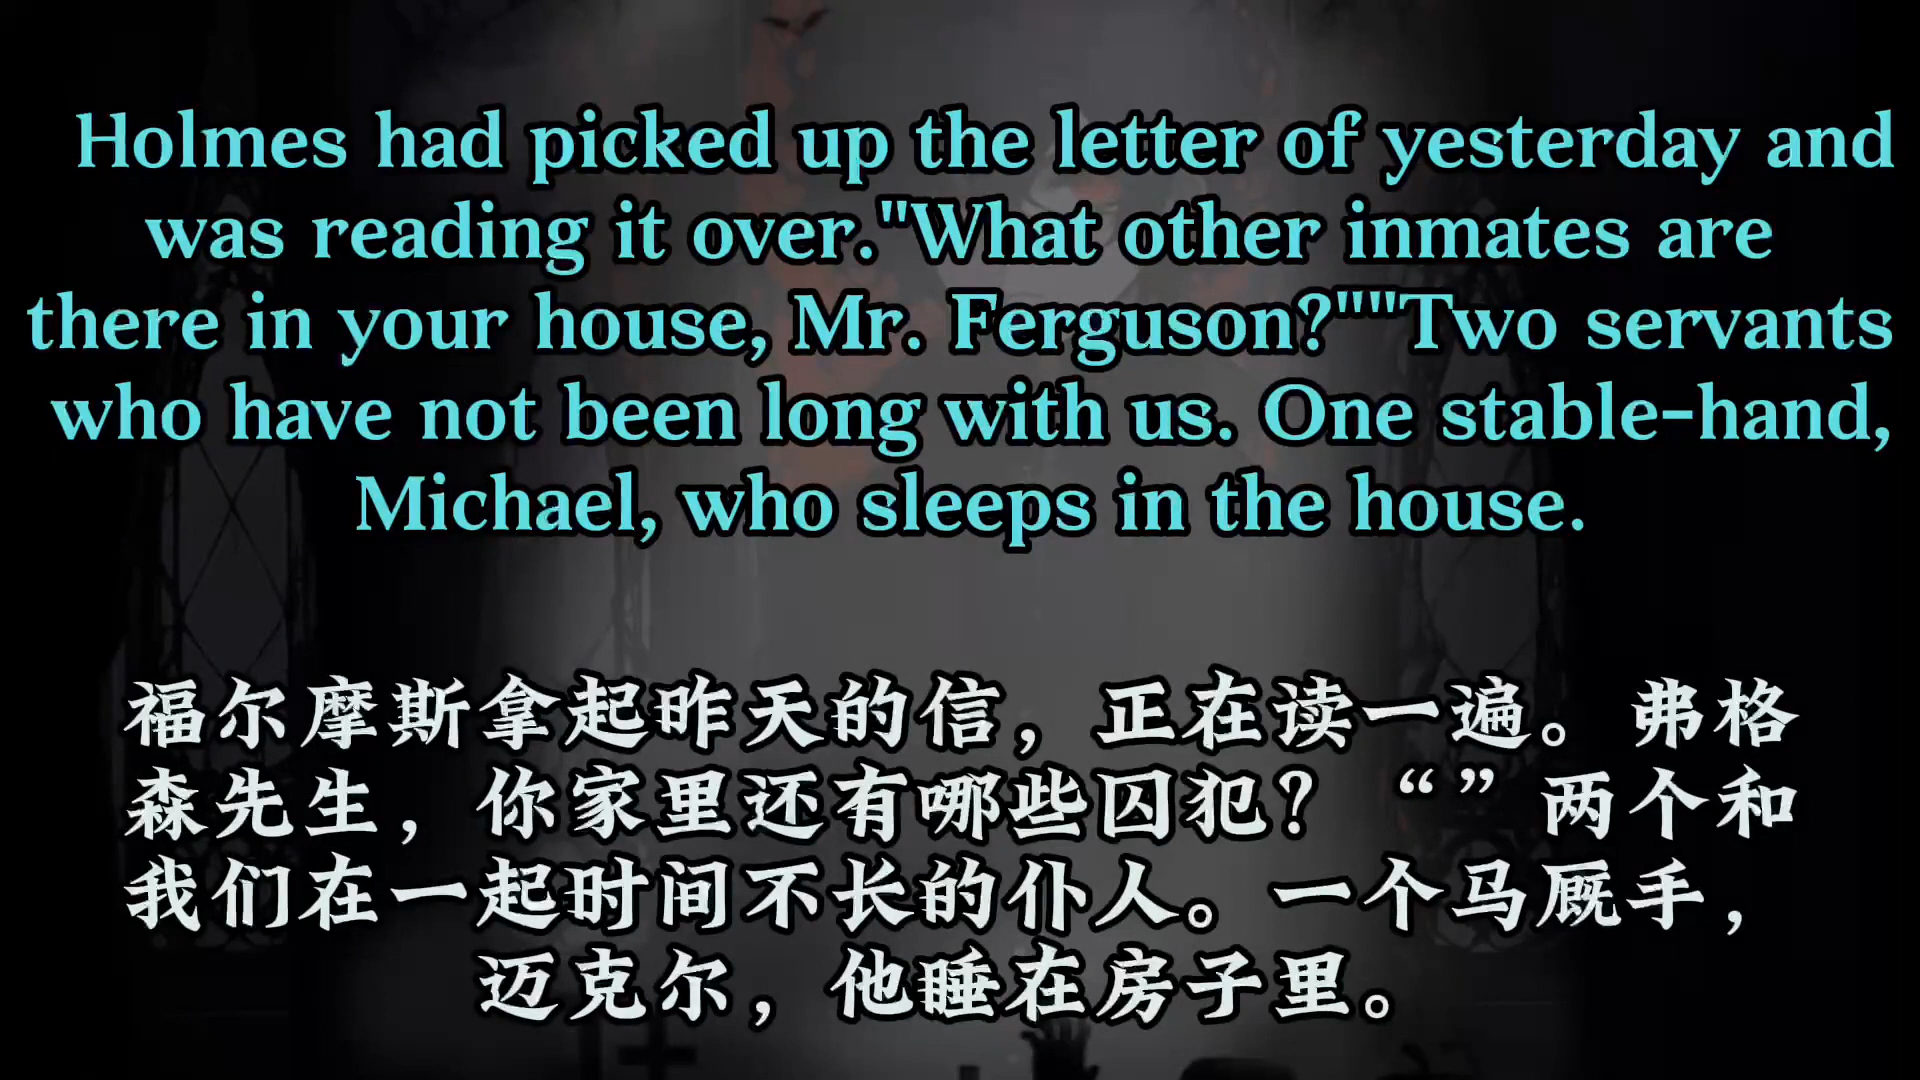 Holmes had picked up the letter of yesterday and
was reading it over."What other inmates are
there in your house, Mr. Ferguson?""Two servants
who have not been long with us. One stable-hand,
Michael, who sleeps in the house.
福尔摩斯拿起昨天的信，正在读一遍。弗格
森先生，你家里还有哪些囚犯？“”两个和
我们在一起时间不长的仆人。一个马厩手，
迈克尔，他睡在房子里。